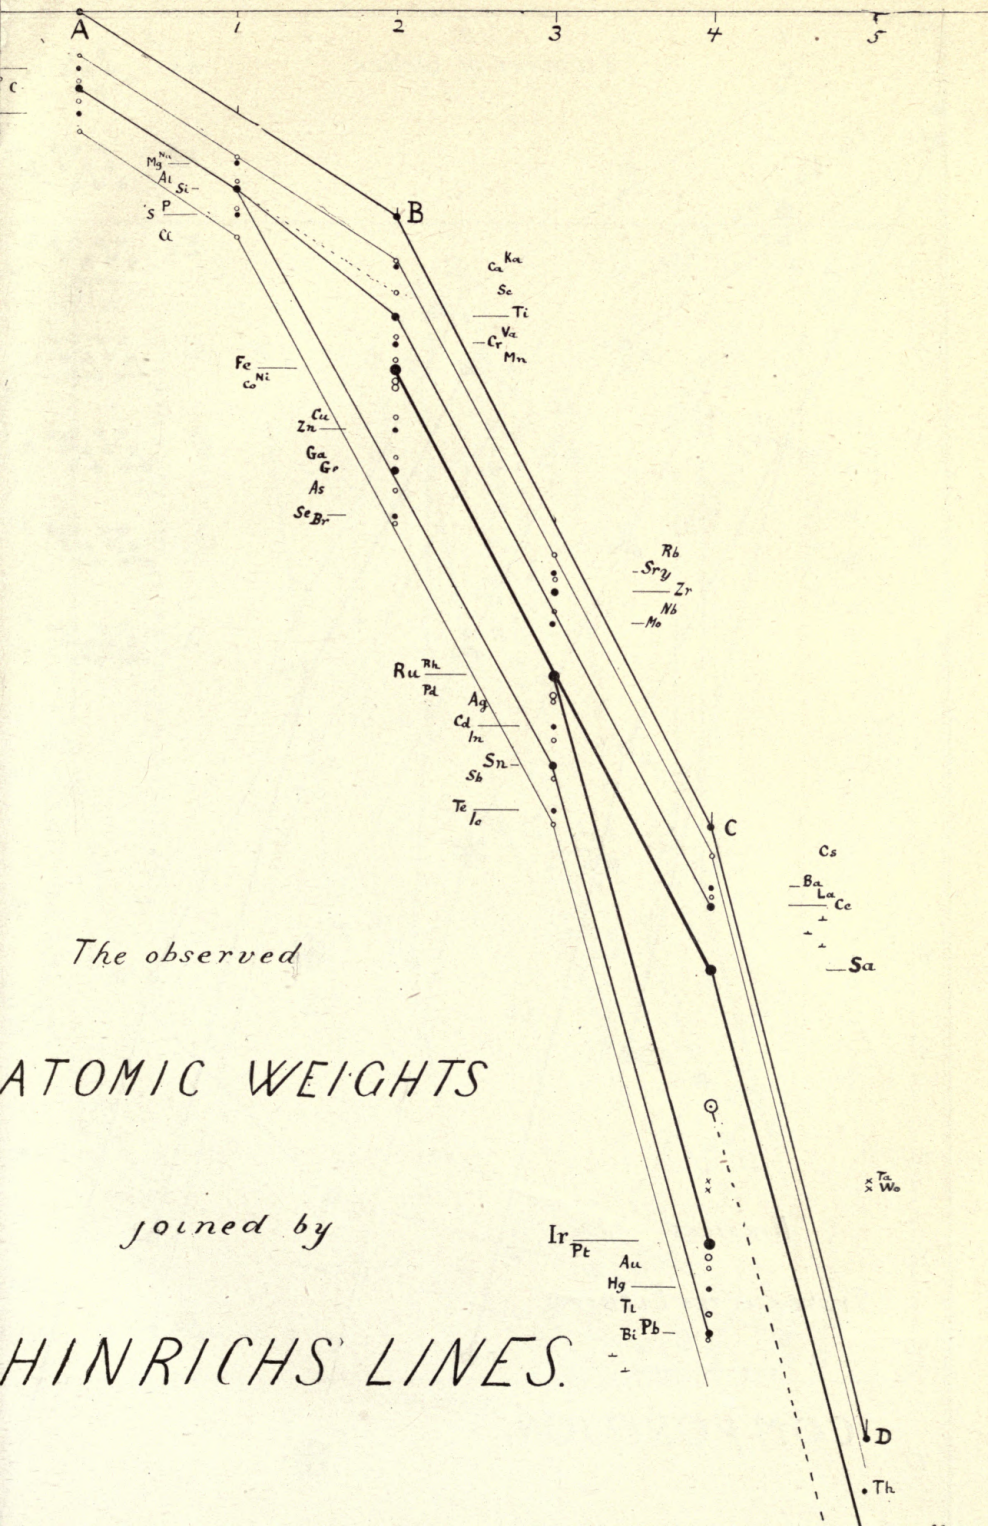 A 1 2 3 4 5
C
Mg Na
Al
Si
S P
Cl
B
Ca Ka
Sc
Ti
Cr Va
Mn
Fe
Co Ni
Cu
Zn
Ga
Ge
As
Se Br
Rb
Sr y
Zr
Nb
Mo
Ru Rh
Pd
Ag
Cd
In
Sn
Sb
Te
Io
C
Cs
Ba
La
Ce
Sa
The observed
ATOMIC WEIGHTS
joined by
HINRICHS' LINES.
Ta
Wo
Ir
Pt
Au
Hg
Tl
Bi Pb
D
Th